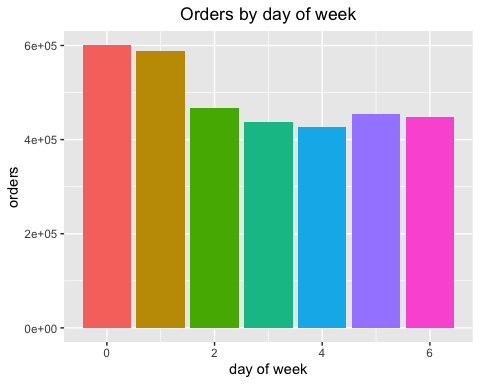 Orders by day of week
orders
6e+05
4e+05
2e+05
0e+00
0 2 4 6
day of week